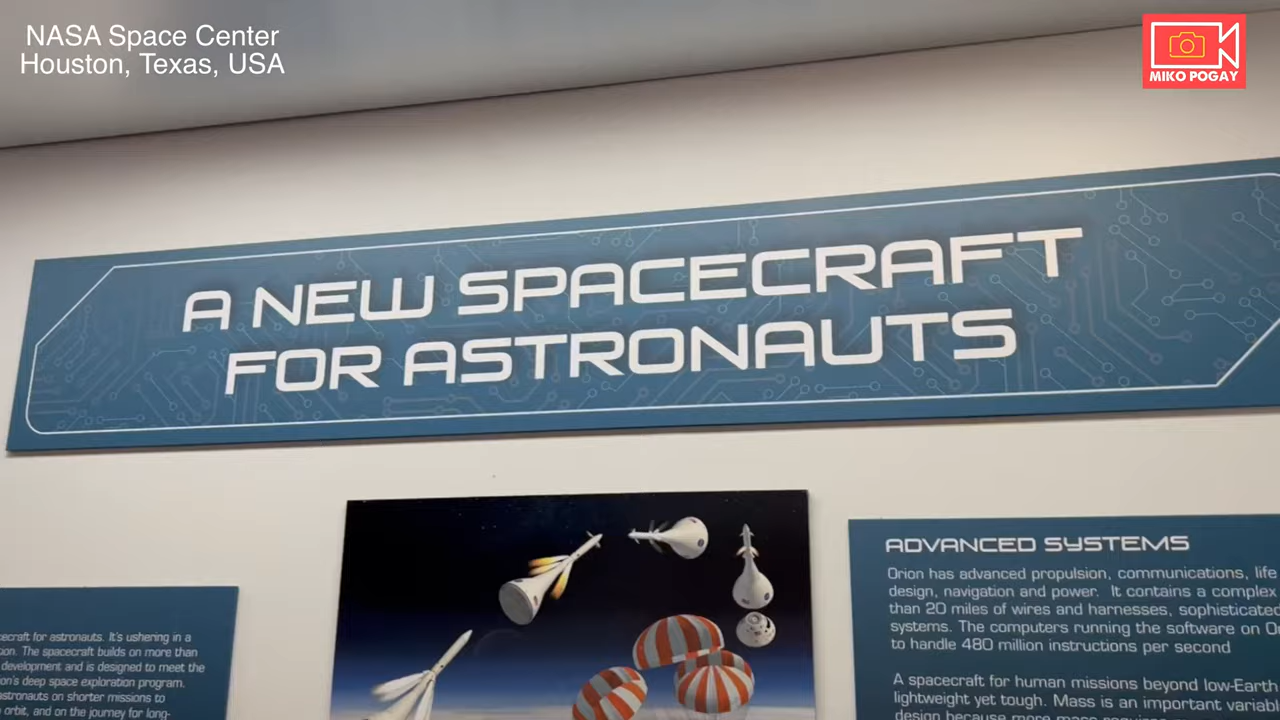 NASA Space Center
Houston, Texas, USA
MIKO POGAY
A NEW SPACECRAFT
FOR ASTRONAUTS
ADVANCED SYSTEMS
Orion has advanced propulsion, communications, life
design, navigation and power. It contains a complex
than 20 miles of wires and harnesses, sophisticated
systems. The computers running the software on
to handle 480 million instructions per second
A spacecraft for human missions beyond low-Earth
lightweight yet tough. Mass is an important
design because more mass
for astronauts. It's ushering in a
The spacecraft builds on more than
development and is designed to meet the
deep space exploration program.
astronauts on shorter missions to
orbit, and on the journey for long-